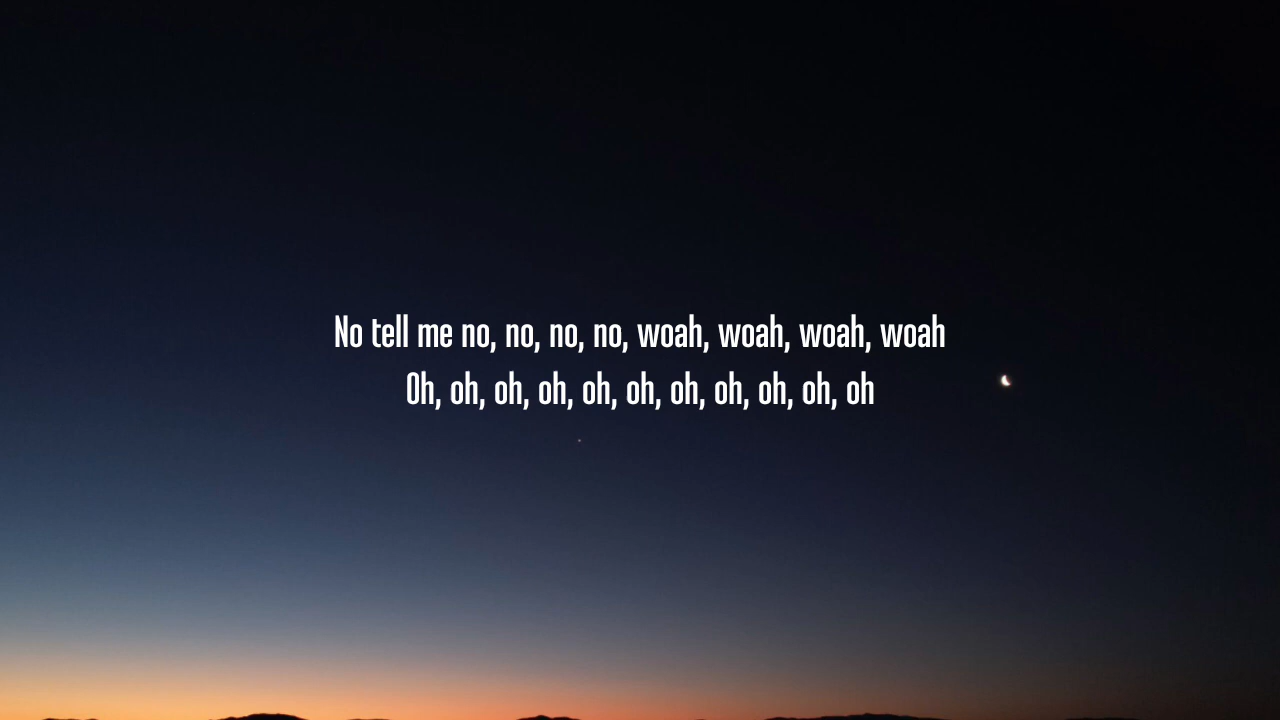 No tell me no, no, no, no, woah, woah, woah, woah
Oh, oh, oh, oh, oh, oh, oh, oh, oh, oh, oh